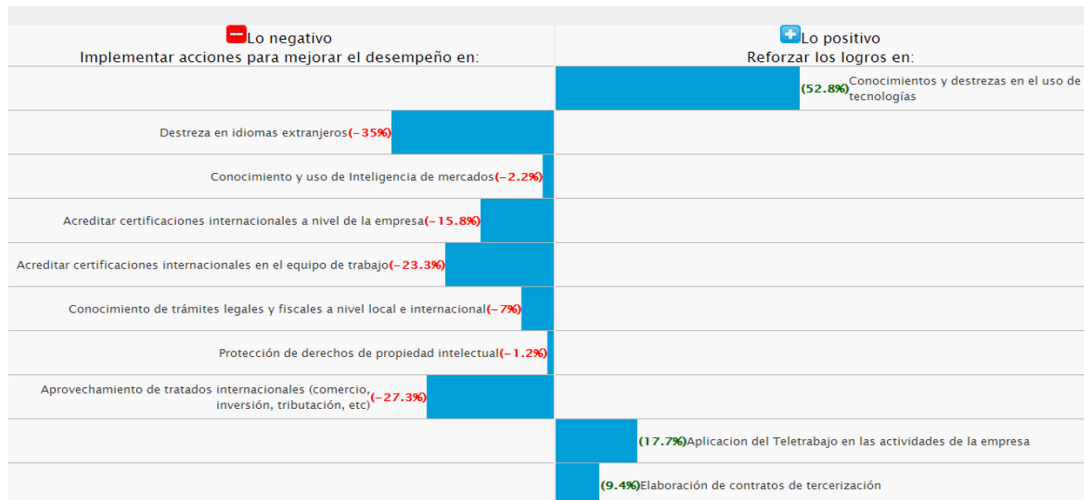 Lo negativo
Implementar acciones para mejorar el desempeño en:
Lo positivo
Reforzar los logros en:
(52.8%)Conocimientos y destrezas en el uso de
tecnologías
Destreza en idiomas extranjeros(-35%)
Conocimiento y uso de Inteligencia de mercados(-2.2%)
Acreditar certificaciones internacionales a nivel de la empresa(-15.8%)
Acreditar certificaciones internacionales en el equipo de trabajo(-23.3%)
Conocimiento de trámites legales y fiscales a nivel local e internacional(-7%)
Protección de derechos de propiedad intelectual(-1.2%)
Aprovechamiento de tratados internacionales (comercio,
inversión, tributación, etc)(-27.3%)
(17.7%)Aplicacion del Teletrabajo en las actividades de la empresa
(9.4%)Elaboración de contratos de tercerización